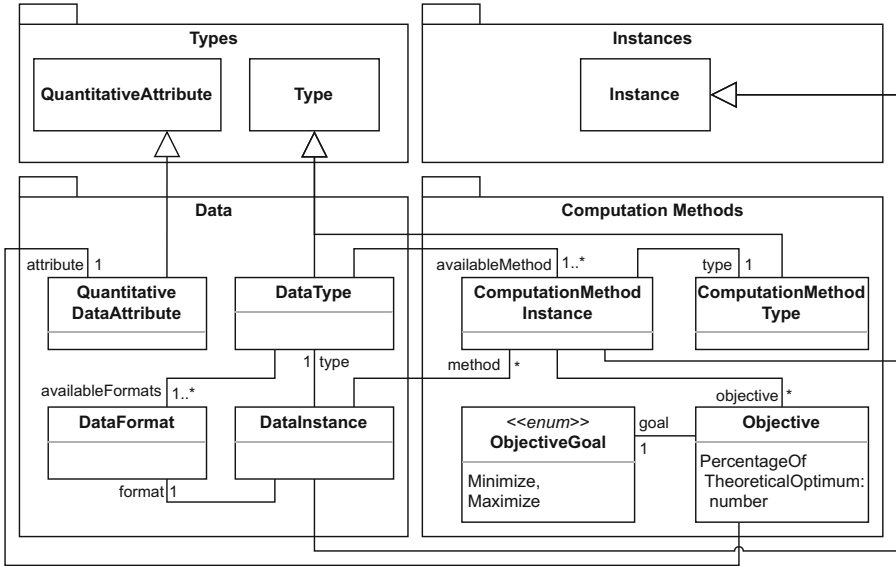 Types
QuantitativeAttribute
Type
Instances
Instance
Data
attribute
1
Quantitative
DataAttribute
DataType
availableFormats
1..*
1
type
DataFormat
DataInstance
format
1
Computation Methods
availableMethod
1..*
type
1
ComputationMethod
Instance
ComputationMethod
Type
method
*
objective
*
<<enum>>
ObjectiveGoal
Minimize,
Maximize
goal
1
Objective
PercentageOf
TheoreticalOptimum:
number